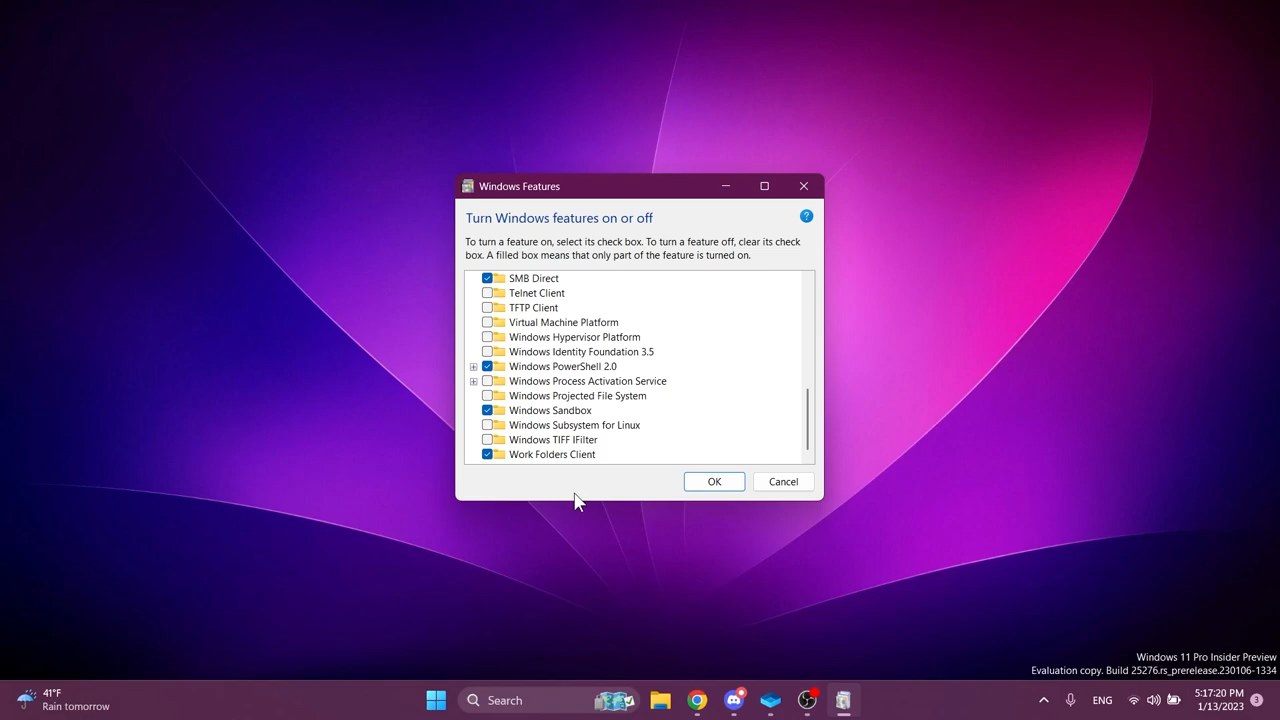 Windows Features
Turn Windows features on or off
?
To turn a feature on, select its check box. To turn a feature off, clear its check
box. A filled box means that only part of the feature is turned on.
SMB Direct
Telnet Client
TFTP Client
Virtual Machine Platform
Windows Hypervisor Platform
Windows Identity Foundation 3.5
Windows PowerShell 2.0
Windows Process Activation Service
Windows Projected File System
Windows Sandbox
Windows Subsystem for Linux
Windows TIFF IFilter
Work Folders Client
OK
Cancel
Windows 11 Pro Insider Preview
Evaluation copy. Build 25276.rs_prerelease.230106-1334
41°F
Rain tomorrow
Search
ENG
5:17:20 PM
1/13/2023
3